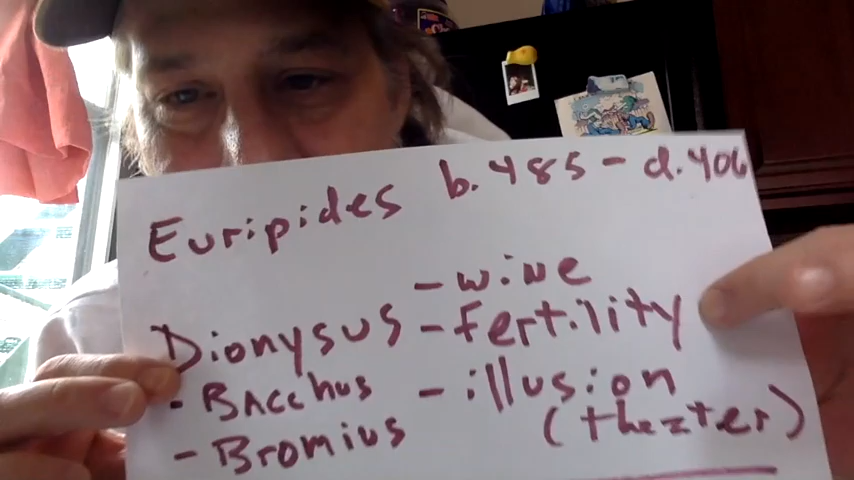 Euripides b.485 - d.406
- wine
Dionysus - fertility
- Bacchus - illusion
- Bromius (theater)